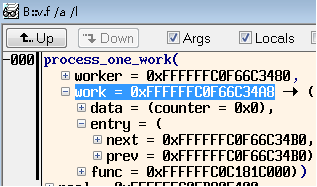 B::v.f /a /l
Up Down Args Locals
-000 process_one_work(
worker = 0xFFFFFFC0F66C3480,
work = 0xFFFFFFC0F66C34A8 → (
data = (counter = 0x0),
entry = (
next = 0xFFFFFFC0F66C34B0,
prev = 0xFFFFFFC0F66C34B0)
func = 0xFFFFFFC0C181C000))